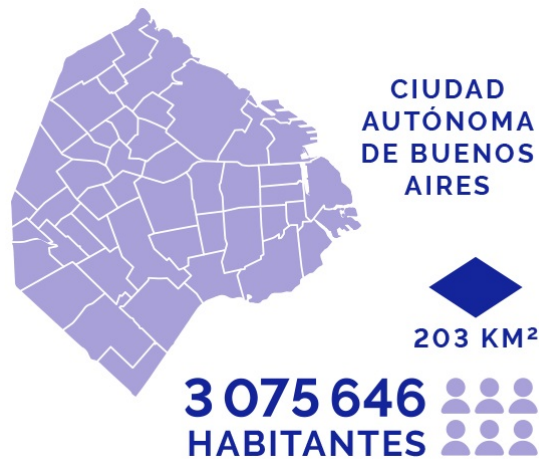 CIUDAD
AUTÓNOMA
DE BUENOS
AIRES
203 KM²
3 075 646
HABITANTES